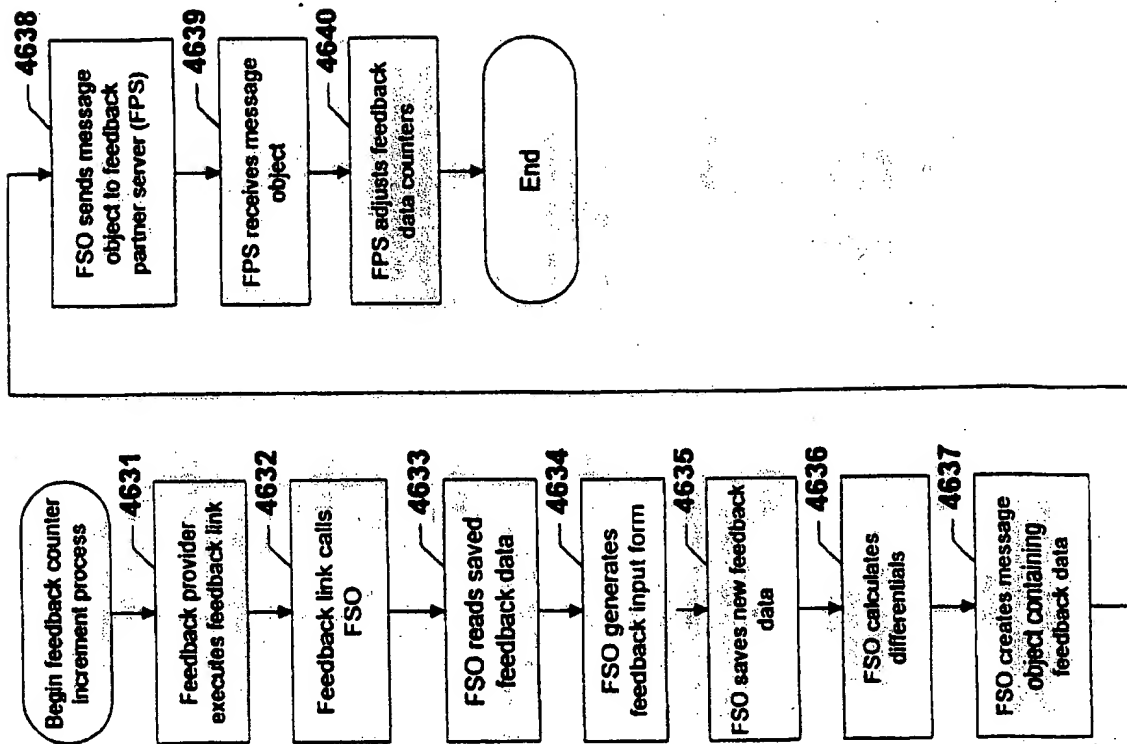 Begin feedback counter
increment process
4631
Feedback provider
executes feedback link
4632
Feedback link calls
FSO
4633
FSO reads saved
feedback data
4634
FSO generates
feedback input form
4635
FSO saves new feedback
data
4636
FSO calculates
differentials
4637
FSO creates message
object containing
feedback data
4638
FSO sends message
object to feedback
partner server (FPS)
4639
FPS receives message
object
4640
FPS adjusts feedback
data counters
End